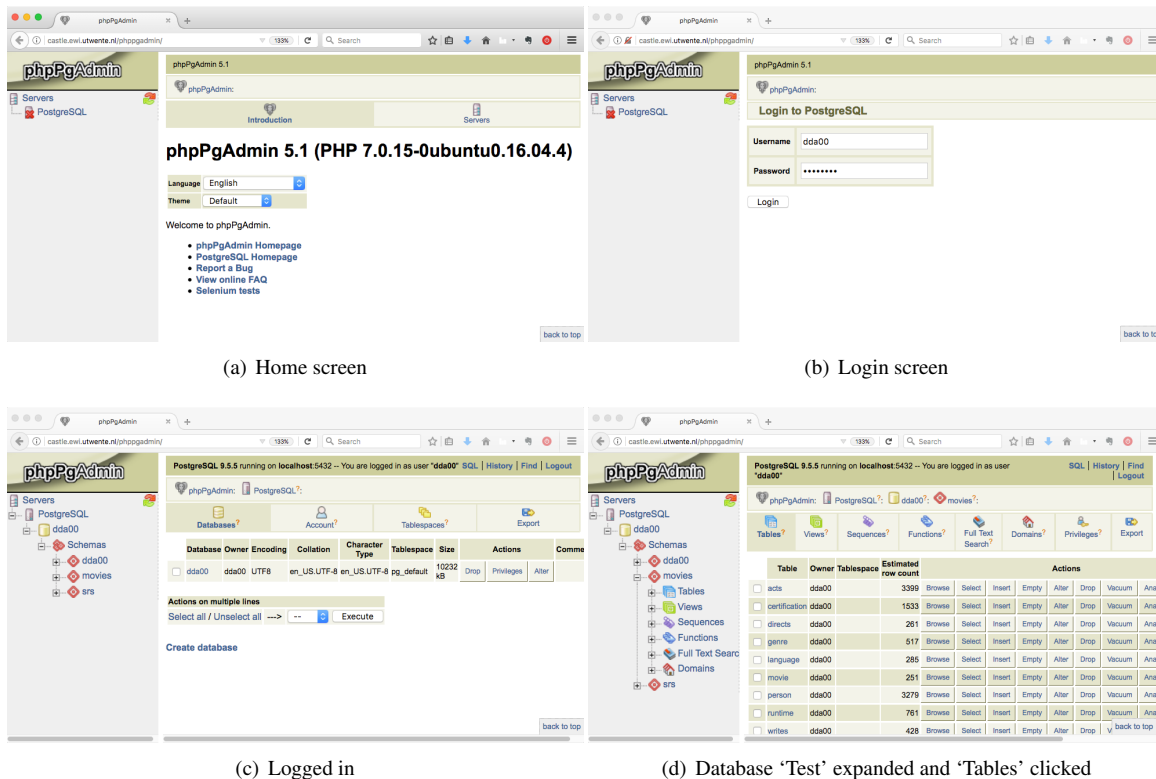 phpPgAdmin
castle.ewi.utwente.nl/phppgadmin/ 133% Search
phpPgAdmin
Servers
PostgreSQL
phpPgAdmin 5.1
phpPgAdmin:
Introduction Servers
phpPgAdmin 5.1 (PHP 7.0.15-0ubuntu0.16.04.4)
Language English
Theme Default
Welcome to phpPgAdmin.
• phpPgAdmin Homepage
• PostgreSQL Homepage
• Report a Bug
• View online FAQ
• Selenium tests
back to top
(a) Home screen
phpPgAdmin
castle.ewi.utwente.nl/phppgadmin/ 133% Search
phpPgAdmin
Servers
PostgreSQL
phpPgAdmin 5.1
phpPgAdmin:
Login to PostgreSQL
Username dda00
Password ••••••••
Login
back to
(b) Login screen
phpPgAdmin
castle.ewi.utwente.nl/phppgadmin/ 133% Search
phpPgAdmin
Servers
PostgreSQL
dda00
Schemas
dda00
movies
srs
PostgreSQL 9.5.5 running on localhost:5432 -- You are logged in as user "dda00" SQL | History | Find | Logout
phpPgAdmin: PostgreSQL?:
Databases? Account? Tablespaces? Export
Database Owner Encoding Collation Character Type Tablespace Size Actions Comme
dda00 dda00 UTF8 en_US.UTF-8 en_US.UTF-8 pg_default 10232 kB Drop Privileges Alter
Actions on multiple lines
Select all / Unselect all ---> -- Execute
Create database
back to top
(c) Logged in
phpPgAdmin
castle.ewi.utwente.nl/phppgadmin/ 133% Search
phpPgAdmin
Servers
PostgreSQL
dda00
Schemas
dda00
movies
Tables
Views
Sequences
Functions
Full Text Searc
Domains
srs
PostgreSQL 9.5.5 running on localhost:5432 -- You are logged in as user
"dda00"
SQL | History | Find
| Logout
phpPgAdmin: PostgreSQL?: dda00?: movies?:
Tables? Views? Sequences? Functions? Full Text Search? Domains? Privileges? Export
Table Owner Tablespace Estimated row count Actions
acts dda00 3399 Browse Select Insert Empty Alter Drop Vacuum Ana
certification dda00 1533 Browse Select Insert Empty Alter Drop Vacuum Ana
directs dda00 261 Browse Select Insert Empty Alter Drop Vacuum Ana
genre dda00 517 Browse Select Insert Empty Alter Drop Vacuum Ana
language dda00 285 Browse Select Insert Empty Alter Drop Vacuum Ana
movie dda00 251 Browse Select Insert Empty Alter Drop Vacuum Ana
person dda00 3279 Browse Select Insert Empty Alter Drop Vacuum Ana
runtime dda00 761 Browse Select Insert Empty Alter Drop Vacuum Ana
writes dda00 428 Browse Select Insert Empty Alter Drop V
back to top
(d) Database ‘Test’ expanded and ‘Tables’ clicked